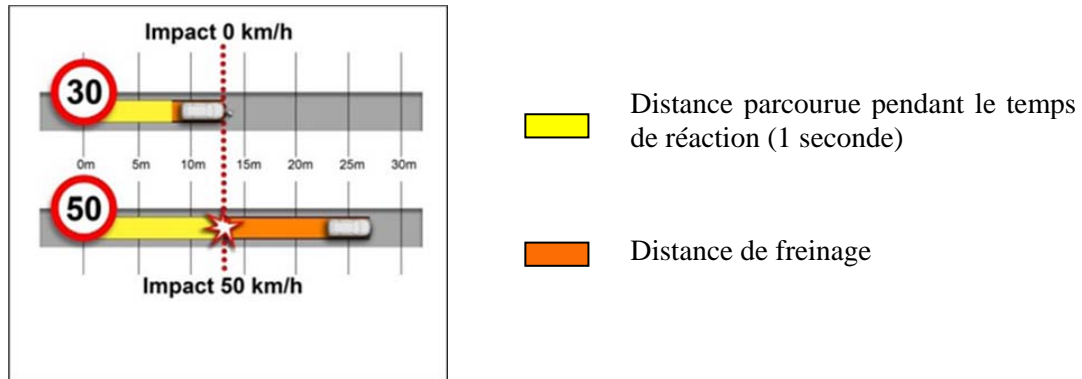 Impact 0 km/h
30
0m 5m 10m 15m 20m 25m 30m
50
Impact 50 km/h
Distance parcourue pendant le temps
de réaction (1 seconde)
Distance de freinage